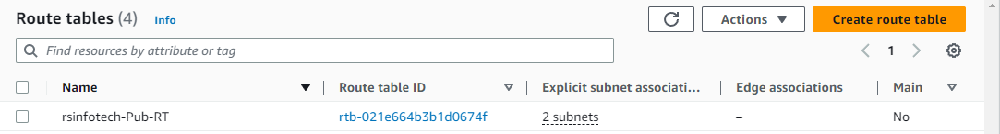 Route tables (4) Info Actions Create route table
Find resources by attribute or tag 1
Name Route table ID Explicit subnet associati... Edge associations Main
rsinfotech-Pub-RT rtb-021e664b3b1d0674f 2 subnets – No